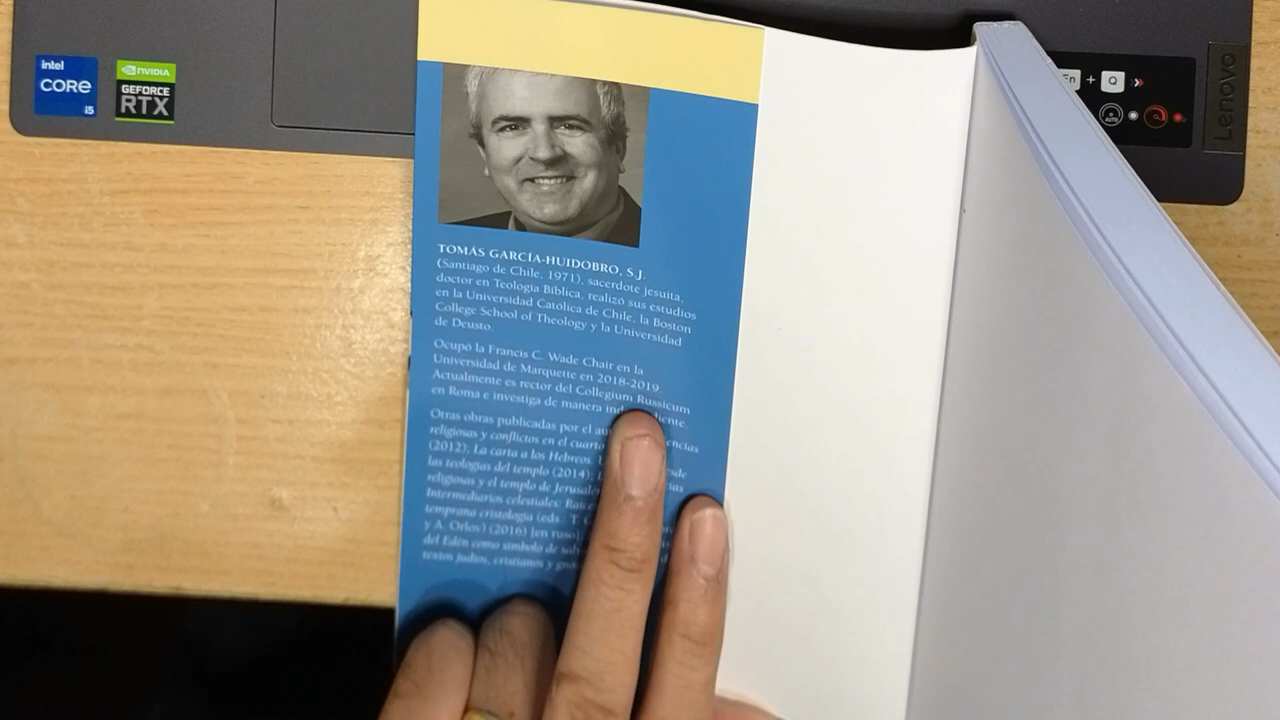 intel
CORE
i5
NVIDIA
GEFORCE
RTX
Fn + Q
AUTO
Lenovo
TOMÁS GARCÍA-HUIDOBRO, S.J.
(Santiago de Chile, 1971), sacerdote jesuita,
doctor en Teología Bíblica, realizó sus estudios
en la Universidad Católica de Chile, la Boston
College School of Theology y la Universidad
de Deusto.
Ocupó la Francis C. Wade Chair en la
Universidad de Marquette en 2018-2019.
Actualmente es rector del Collegium Russicum
en Roma e investiga de manera
Otras obras publicadas por el
religiosas y conflictos en el cuarto
(2012); La carta a los Hebreos.
las teologías del templo (2014);
religiosas y el templo de
Intermediarios celestiales:
temprana cristología (eds. T.
y A. Orlov) (2016) [en ruso]
del Edén como símbolo de
textos judíos, cristianos y